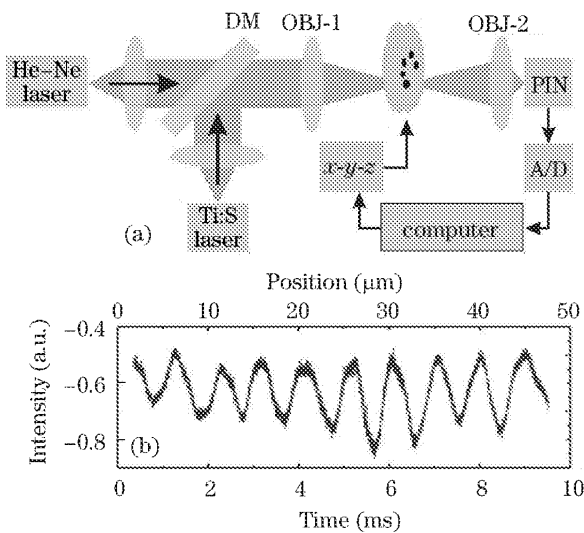 DM
OBJ-1
OBJ-2
He–Ne
laser
PIN
x-y-z
A/D
Ti:S
laser
(a)
computer
Position (μm)
0
10
20
30
40
50
−0.4
−0.6
−0.8
Intensity (a.u.)
(b)
0
2
4
6
8
10
Time (ms)